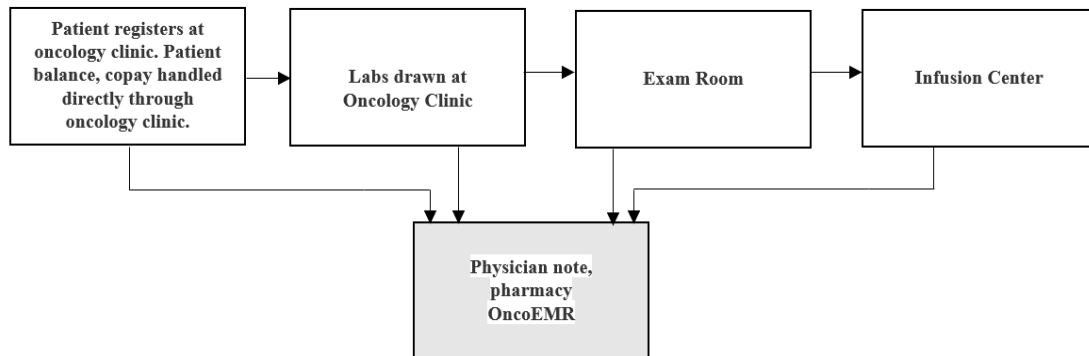 Patient registers at
oncology clinic. Patient
balance, copay handled
directly through
oncology clinic.
Labs drawn at
Oncology Clinic
Exam Room
Infusion Center
Physician note,
pharmacy
OncoEMR